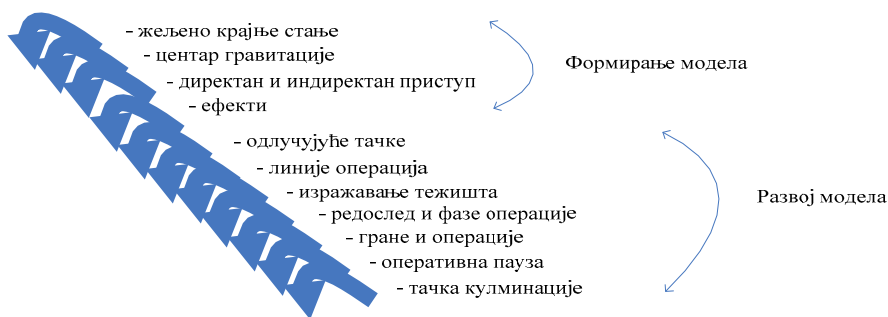 - жељено крајње стање
- центар гравитације
- директан и индиректан приступ
- ефекти
Формирање модела
- одлучујуће тачке
- линије операција
- изражавање тежишта
- редослед и фазе операције
- гране и операције
- оперативна пауза
- тачка кулминације
Развој модела